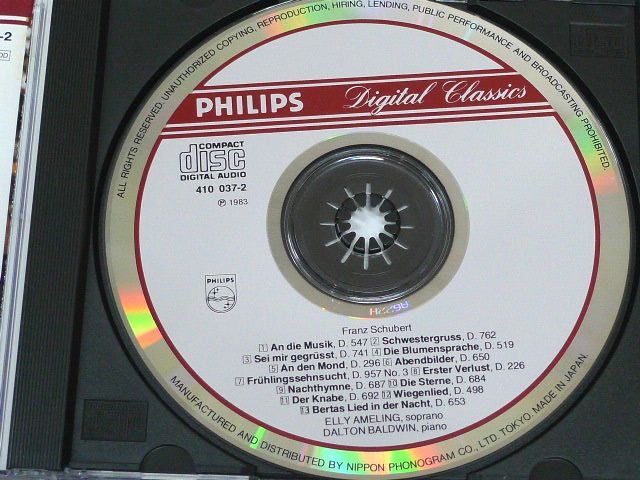 -2
DD
ALL RIGHTS RESERVED. UNAUTHORIZED COPYING, REPRODUCTION, HIRING, LENDING, PUBLIC PERFORMANCE AND BROADCASTING PROHIBITED.
PHILIPS Digital Classics
COMPACT
disc
DIGITAL AUDIO
410 037-2
℗ 1983
PHILIPS
Franz Schubert
1 An die Musik, D. 547 2 Schwestergruss, D. 762
3 Sei mir gegrüsst, D. 741 4 Die Blumensprache, D. 519
5 An den Mond, D. 296 6 Abendbilder, D. 650
7 Frühlingssehnsucht, D. 957 No. 3 8 Erster Verlust, D. 226
9 Nachthymne, D. 687 10 Die Sterne, D. 684
11 Der Knabe, D. 692 12 Wiegenlied, D. 498
13 Bertas Lied in der Nacht, D. 653
ELLY AMELING, soprano
DALTON BALDWIN, piano
MANUFACTURED AND DISTRIBUTED BY NIPPON PHONOGRAM CO., LTD. TOKYO. MADE IN JAPAN.